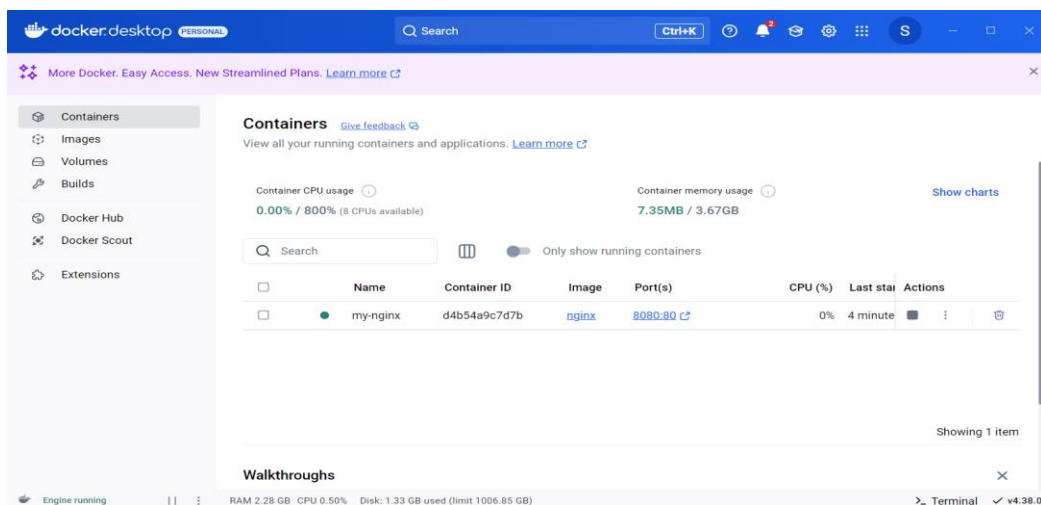 docker.desktop PERSONAL Search Ctrl+K 2 S
More Docker. Easy Access. New Streamlined Plans. Learn more
Containers
Images
Volumes
Builds
Docker Hub
Docker Scout
Extensions
Containers Give feedback
View all your running containers and applications. Learn more
Container CPU usage Container memory usage Show charts
0.00% / 800% (8 CPUs available) 7.35MB / 3.67GB
Search Only show running containers
Name Container ID Image Port(s) CPU (%) Last star Actions
my-nginx d4b54a9c7d7b nginx 8080:80 0% 4 minute
Showing 1 item
Walkthroughs
Engine running RAM 2.28 GB CPU 0.50% Disk: 1.33 GB used (limit 1006.85 GB) Terminal v4.38.0